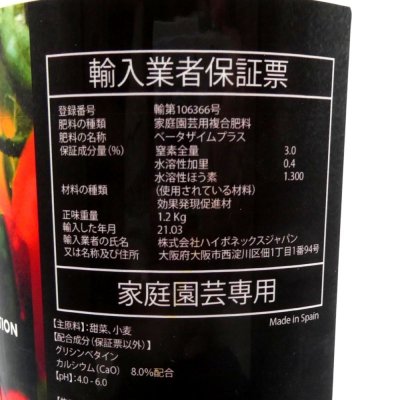 輸入業者保証票
登録番号 輸第106366号
肥料の種類 家庭園芸用複合肥料
肥料の名称 ベータザイムプラス
保証成分量(%) 窒素全量 3.0
水溶性加里 0.4
水溶性ほう素 1.300
材料の種類 (使用されている材料)
効果発現促進材
正味重量 1.2 Kg
輸入した年月 21.03
輸入業者の氏名 株式会社ハイポネックスジャパン
又は名称及び住所 大阪府大阪市西淀川区佃1丁目1番94号
家庭園芸専用
Made in Spain
【主原料】:甜菜、小麦
【配合成分(保証票以外)】
グリシンベタイン
カルシウム(CaO) 8.0%配合
【pH】:4.0 - 6.0